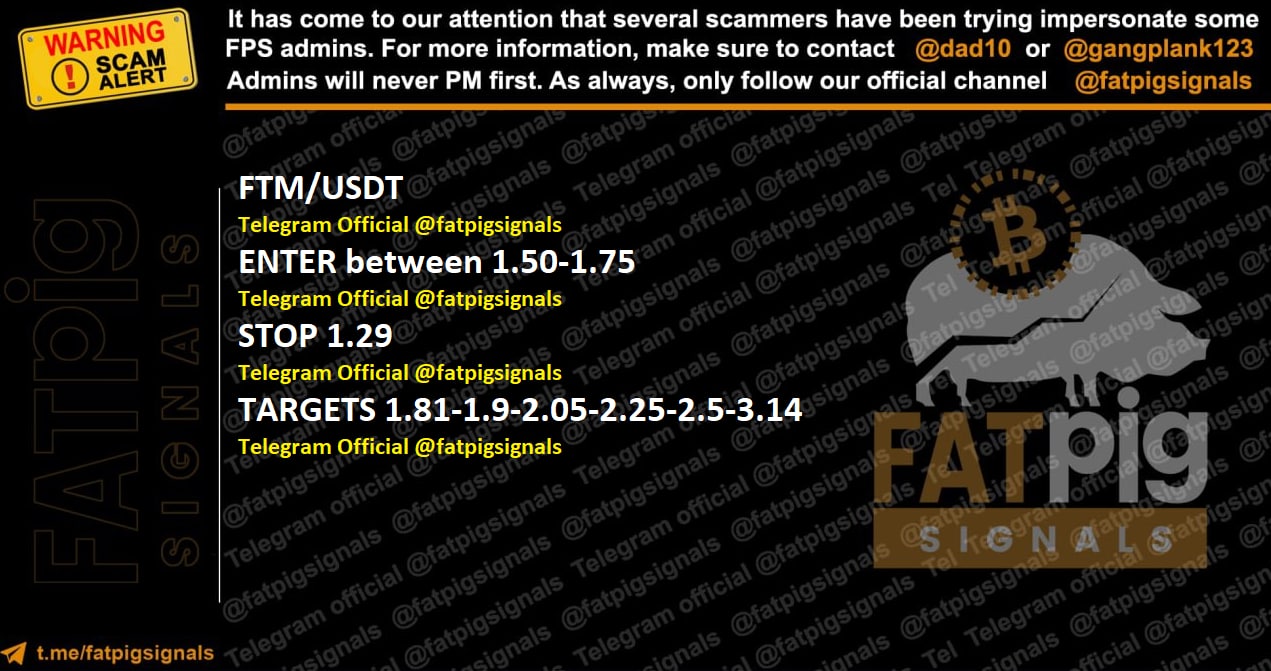 WARNING
SCAM
ALERT
It has come to our attention that several scammers have been trying impersonate some
FPS admins. For more information, make sure to contact @dad10 or @gangplank123
Admins will never PM first. As always, only follow our official channel @fatpigsignals
FTM/USDT
Telegram Official @fatpigsignals
ENTER between 1.50-1.75
Telegram Official @fatpigsignals
STOP 1.29
Telegram Official @fatpigsignals
TARGETS 1.81-1.9-2.05-2.25-2.5-3.14
Telegram Official @fatpigsignals
FATpig
SIGNALS
FATpig
SIGNALS
t.me/fatpigsignals
Telegram official @fatpigsignals